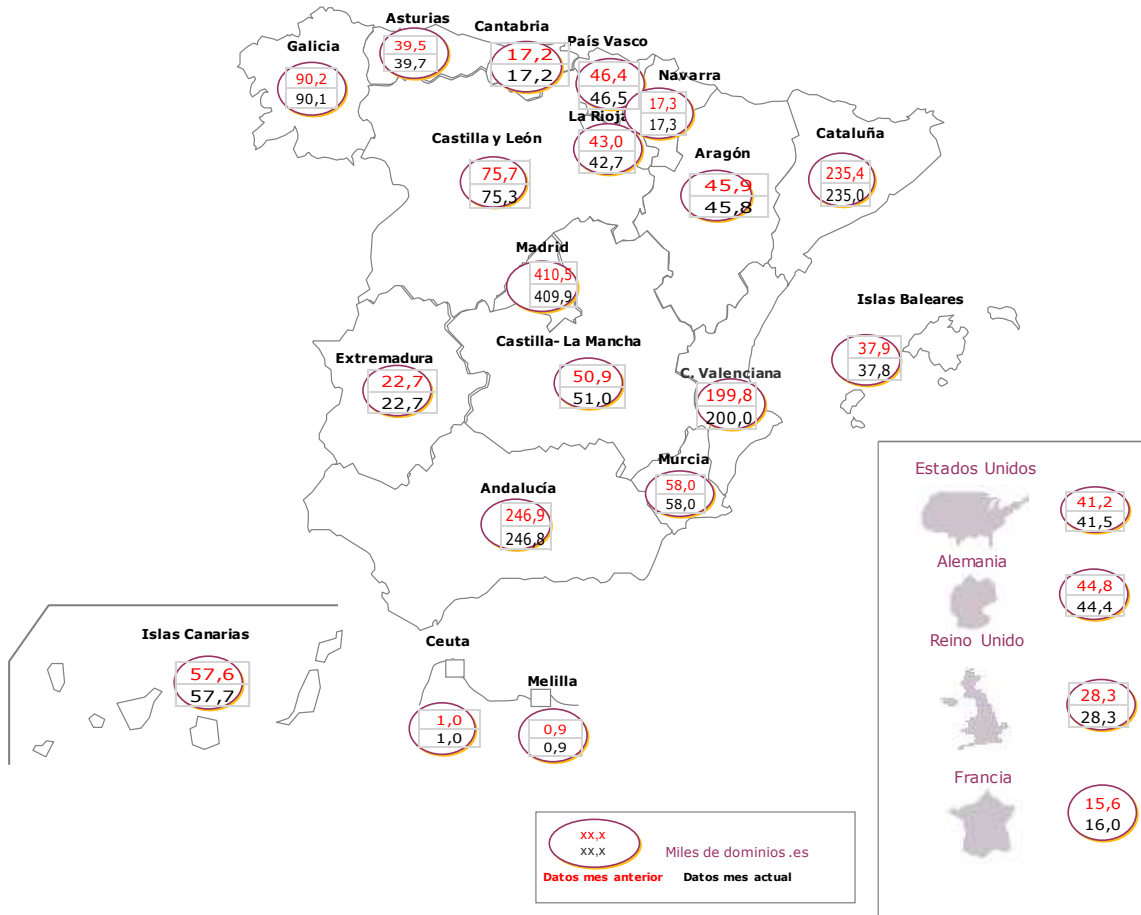 Asturias
39,5
39,7
Cantabria
17,2
17,2
Galicia
90,2
90,1
País Vasco
46,4
46,5
Navarra
17,3
17,3
La Rioja
43,0
42,7
Castilla y León
75,7
75,3
Aragón
45,9
45,8
Cataluña
235,4
235,0
Madrid
410,5
409,9
Islas Baleares
37,9
37,8
Castilla- La Mancha
50,9
51,0
Extremadura
22,7
22,7
C. Valenciana
199,8
200,0
Murcia
58,0
58,0
Andalucía
246,9
246,8
Islas Canarias
57,6
57,7
Ceuta
1,0
1,0
Melilla
0,9
0,9
Estados Unidos
41,2
41,5
Alemania
44,8
44,4
Reino Unido
28,3
28,3
Francia
15,6
16,0
xx,x
xx,x
Miles de dominios .es
Datos mes anterior Datos mes actual